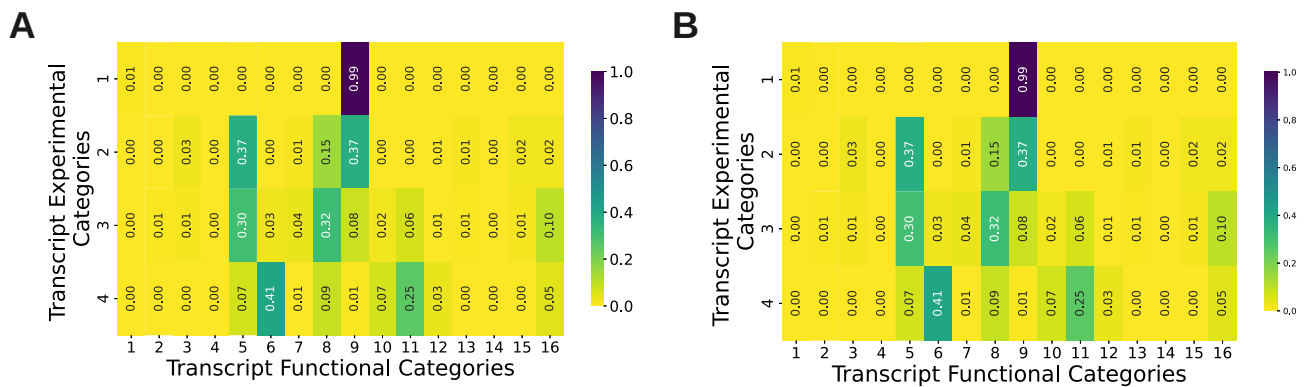 A
Transcript Experimental
Categories
1
0.01 0.00 0.00 0.00 0.00 0.00 0.00 0.00 0.99 0.00 0.00 0.00 0.00 0.00 0.00 0.00
2
0.00 0.00 0.03 0.00 0.37 0.00 0.01 0.15 0.37 0.00 0.00 0.01 0.01 0.00 0.02 0.02
3
0.00 0.01 0.01 0.00 0.30 0.03 0.04 0.32 0.08 0.02 0.06 0.01 0.01 0.00 0.01 0.10
4
0.00 0.00 0.00 0.00 0.07 0.41 0.01 0.09 0.01 0.07 0.25 0.03 0.00 0.00 0.00 0.05
1 2 3 4 5 6 7 8 9 10 11 12 13 14 15 16
Transcript Functional Categories
1.0
0.8
0.6
0.4
0.2
0.0
B
Transcript Experimental
Categories
1
0.01 0.00 0.00 0.00 0.00 0.00 0.00 0.00 0.99 0.00 0.00 0.00 0.00 0.00 0.00 0.00
2
0.00 0.00 0.03 0.00 0.37 0.00 0.01 0.15 0.37 0.00 0.00 0.01 0.01 0.00 0.02 0.02
3
0.00 0.01 0.01 0.00 0.30 0.03 0.04 0.32 0.08 0.02 0.06 0.01 0.01 0.00 0.01 0.10
4
0.00 0.00 0.00 0.00 0.07 0.41 0.01 0.09 0.01 0.07 0.25 0.03 0.00 0.00 0.00 0.05
1 2 3 4 5 6 7 8 9 10 11 12 13 14 15 16
Transcript Functional Categories
1.0
0.8
0.6
0.4
0.2
0.0